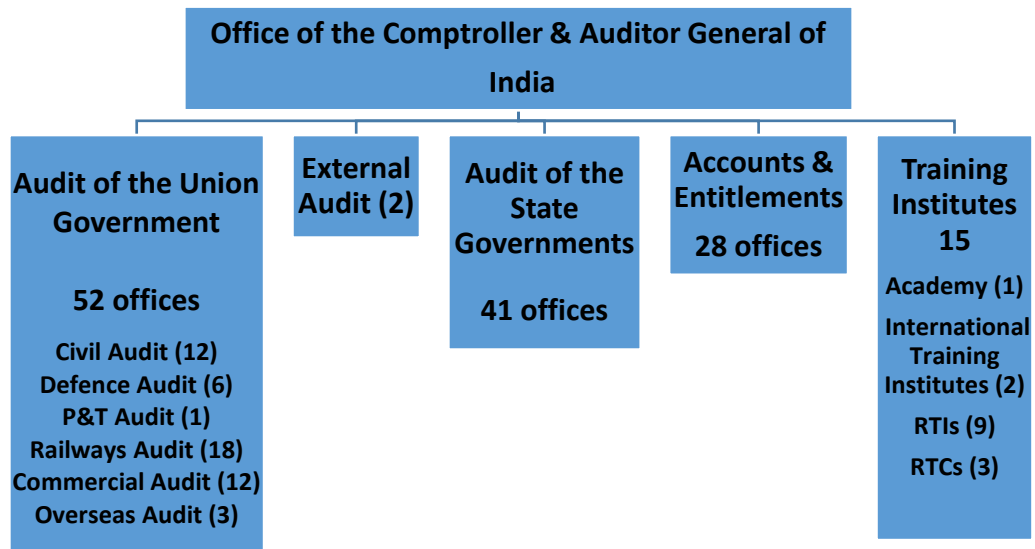 Office of the Comptroller & Auditor General of
India
Audit of the Union
Government
52 offices
Civil Audit (12)
Defence Audit (6)
P&T Audit (1)
Railways Audit (18)
Commercial Audit (12)
Overseas Audit (3)
External
Audit (2)
Audit of the
State
Governments
41 offices
Accounts &
Entitlements
28 offices
Training
Institutes
15
Academy (1)
International
Training
Institutes (2)
RTIs (9)
RTCs (3)